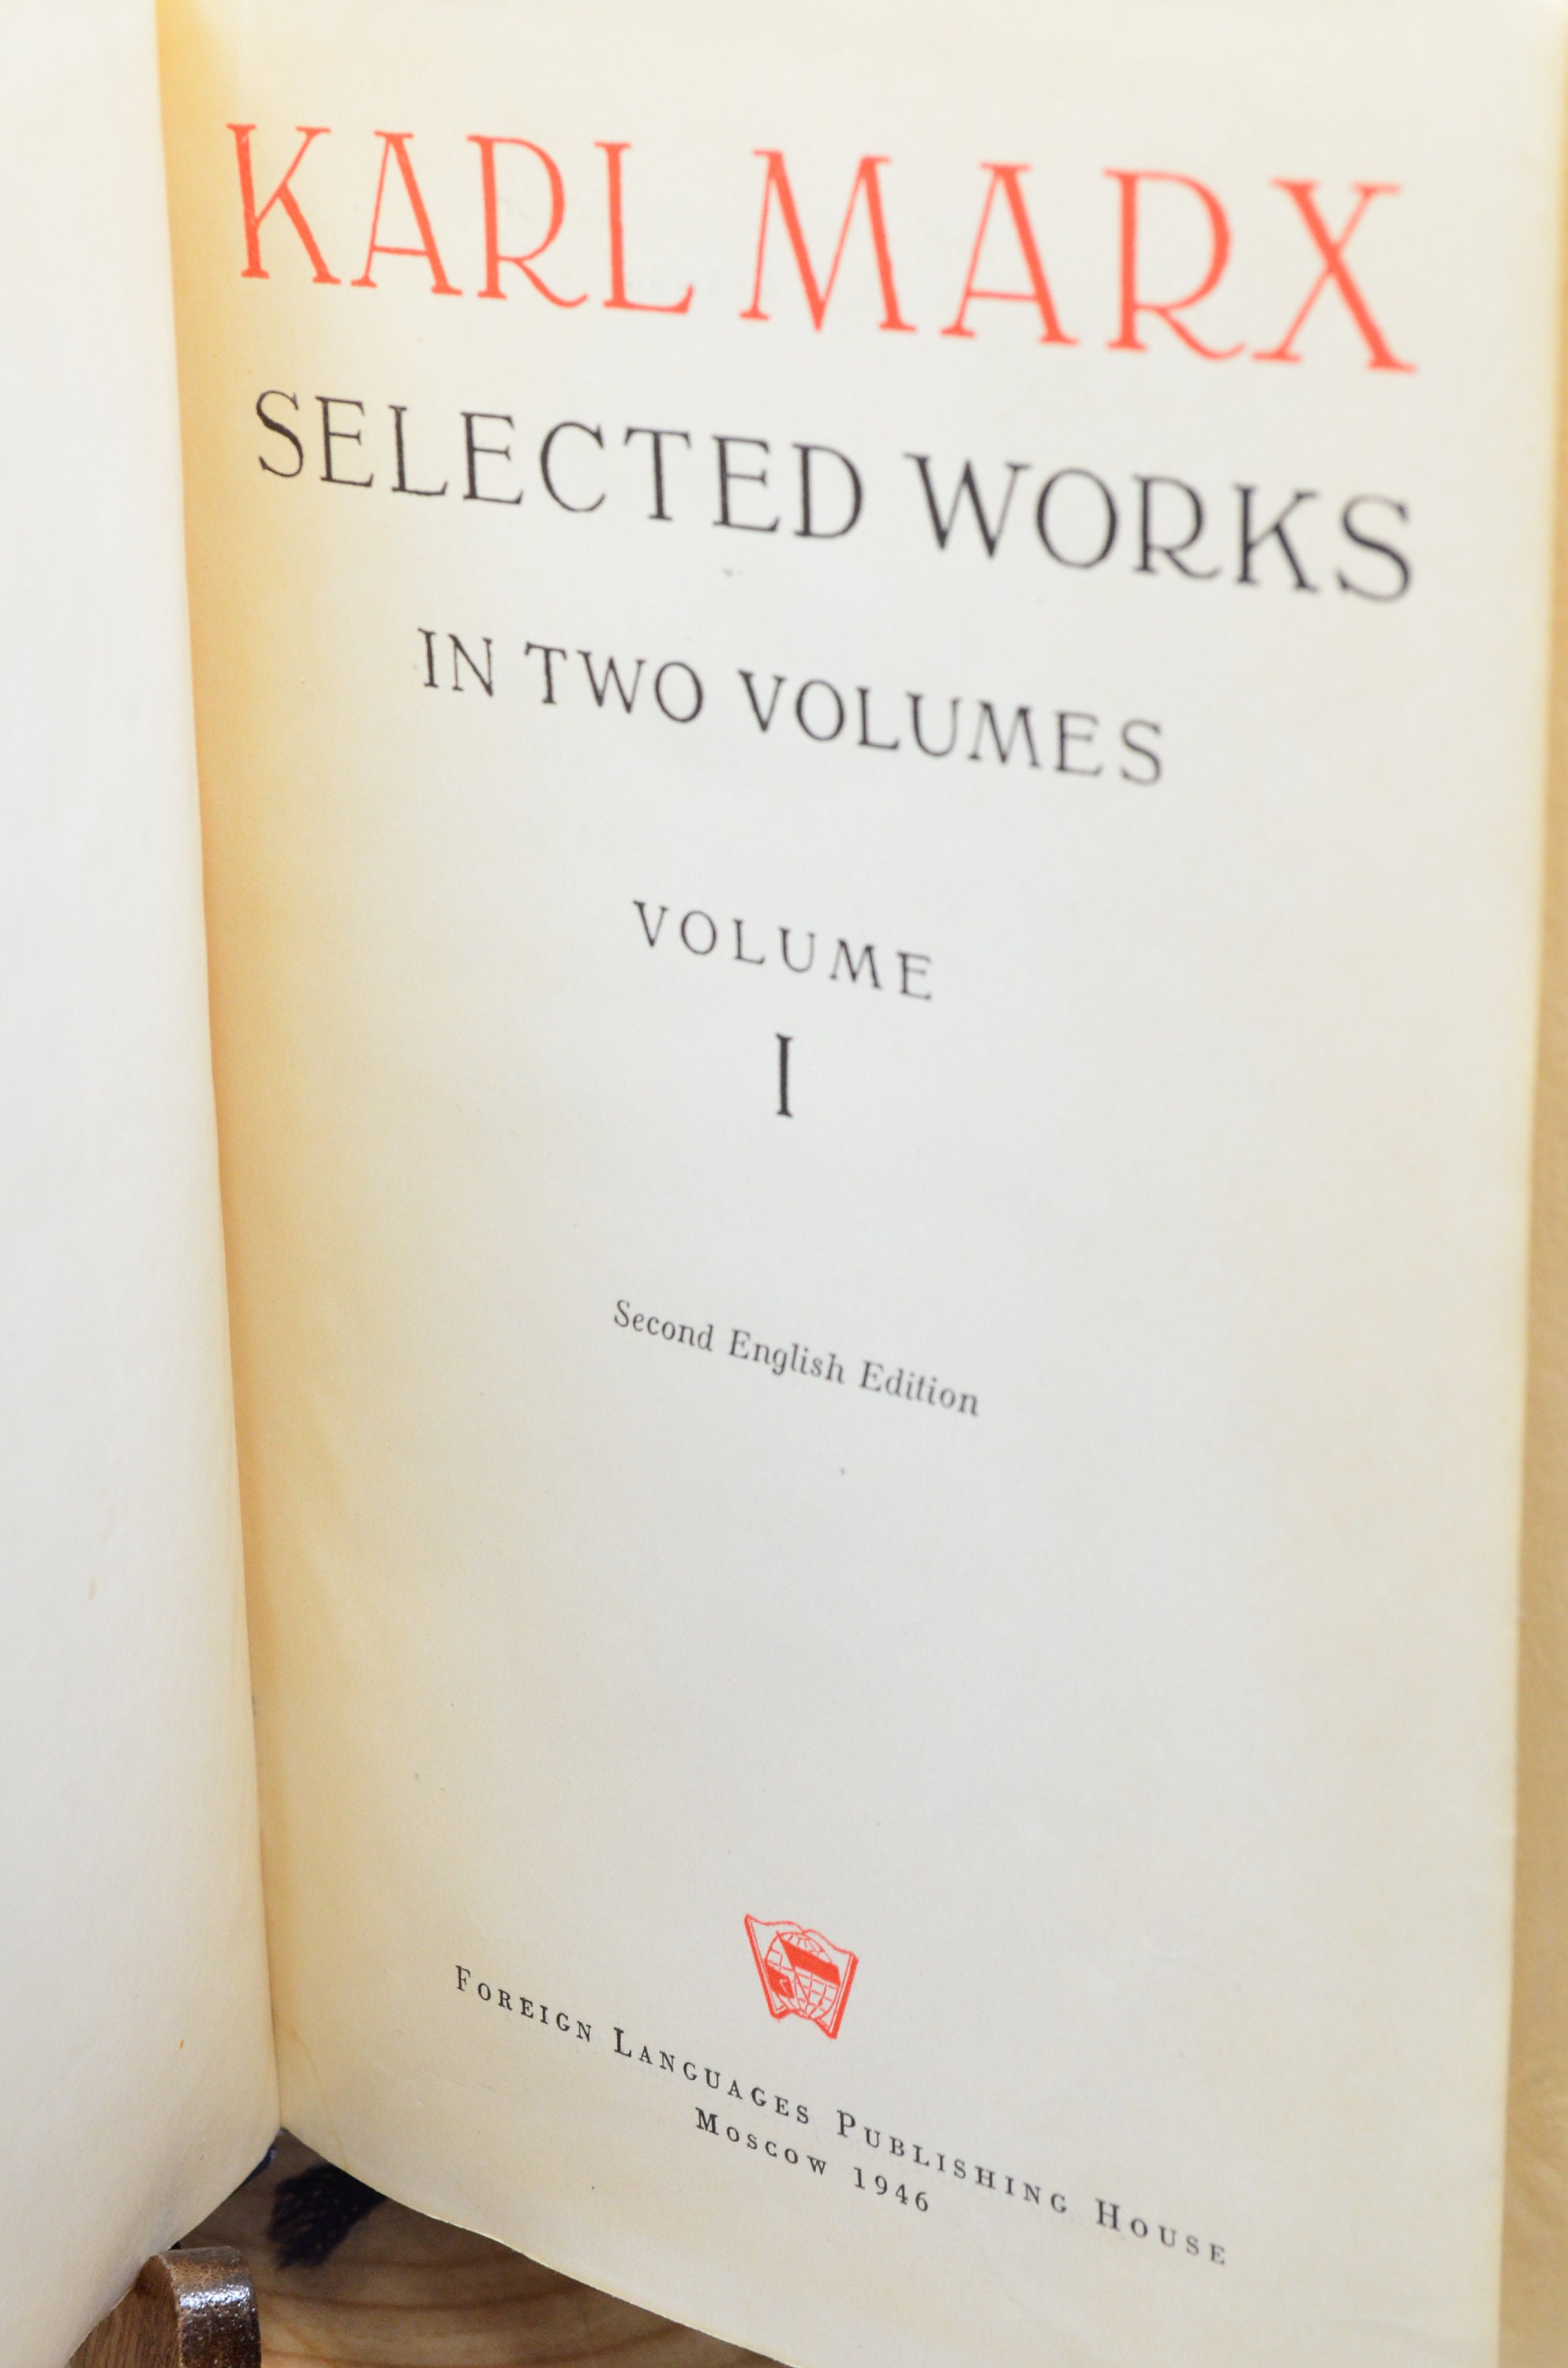 KARL MARX
SELECTED WORKS
IN TWO VOLUMES
VOLUME
I
Second English Edition
FOREIGN LANGUAGES PUBLISHING HOUSE
MOSCOW 1946